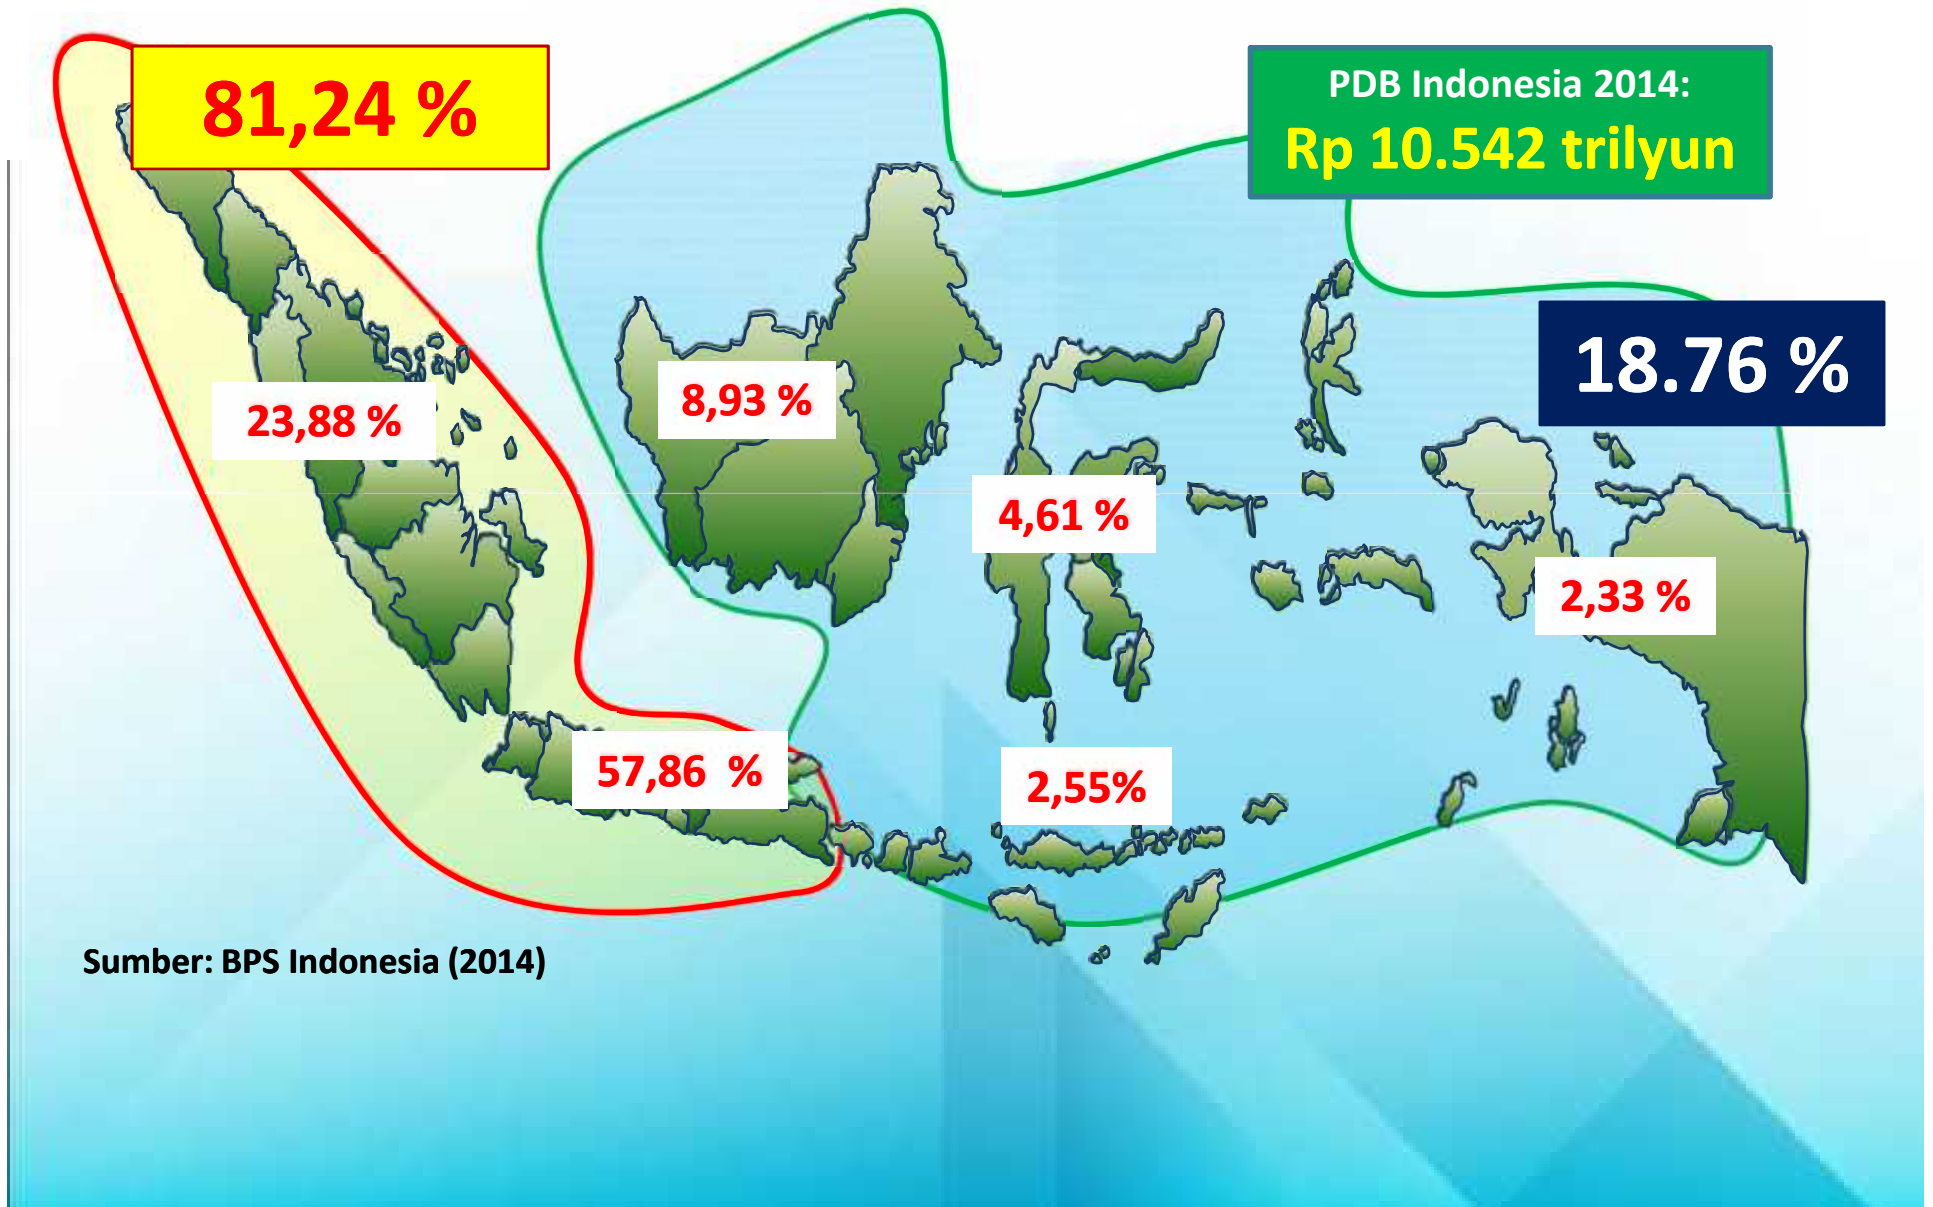 81,24 %
PDB Indonesia 2014:
Rp 10.542 trilyun
18.76 %
8,93 %
23,88 %
4,61 %
2,33 %
57,86 %
2,55%
Sumber: BPS Indonesia (2014)